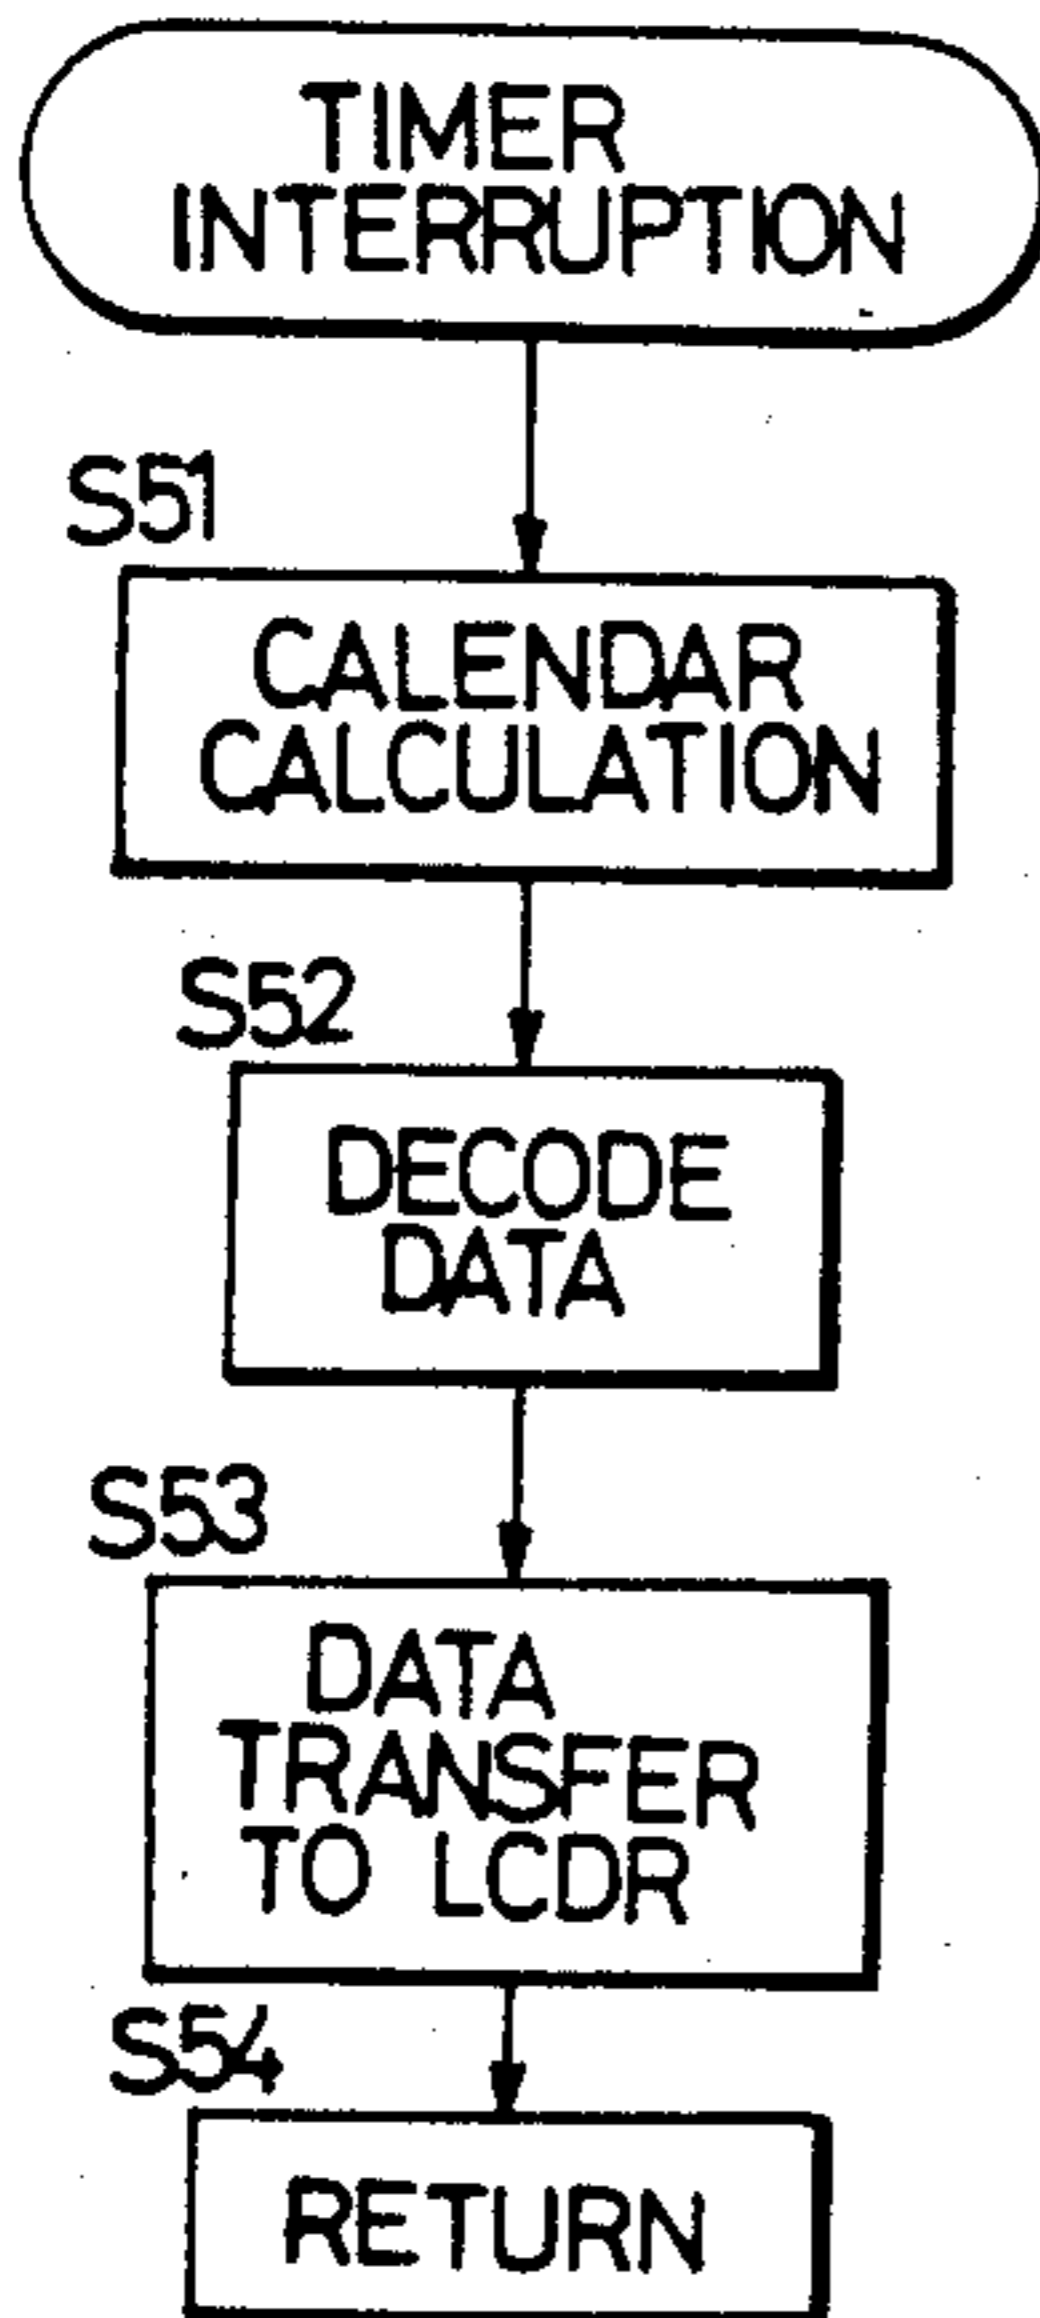 TIMER
INTERRUPTION
S51
CALENDAR
CALCULATION
S52
DECODE
DATA
S53
DATA
TRANSFER
TO LCDR
S54
RETURN